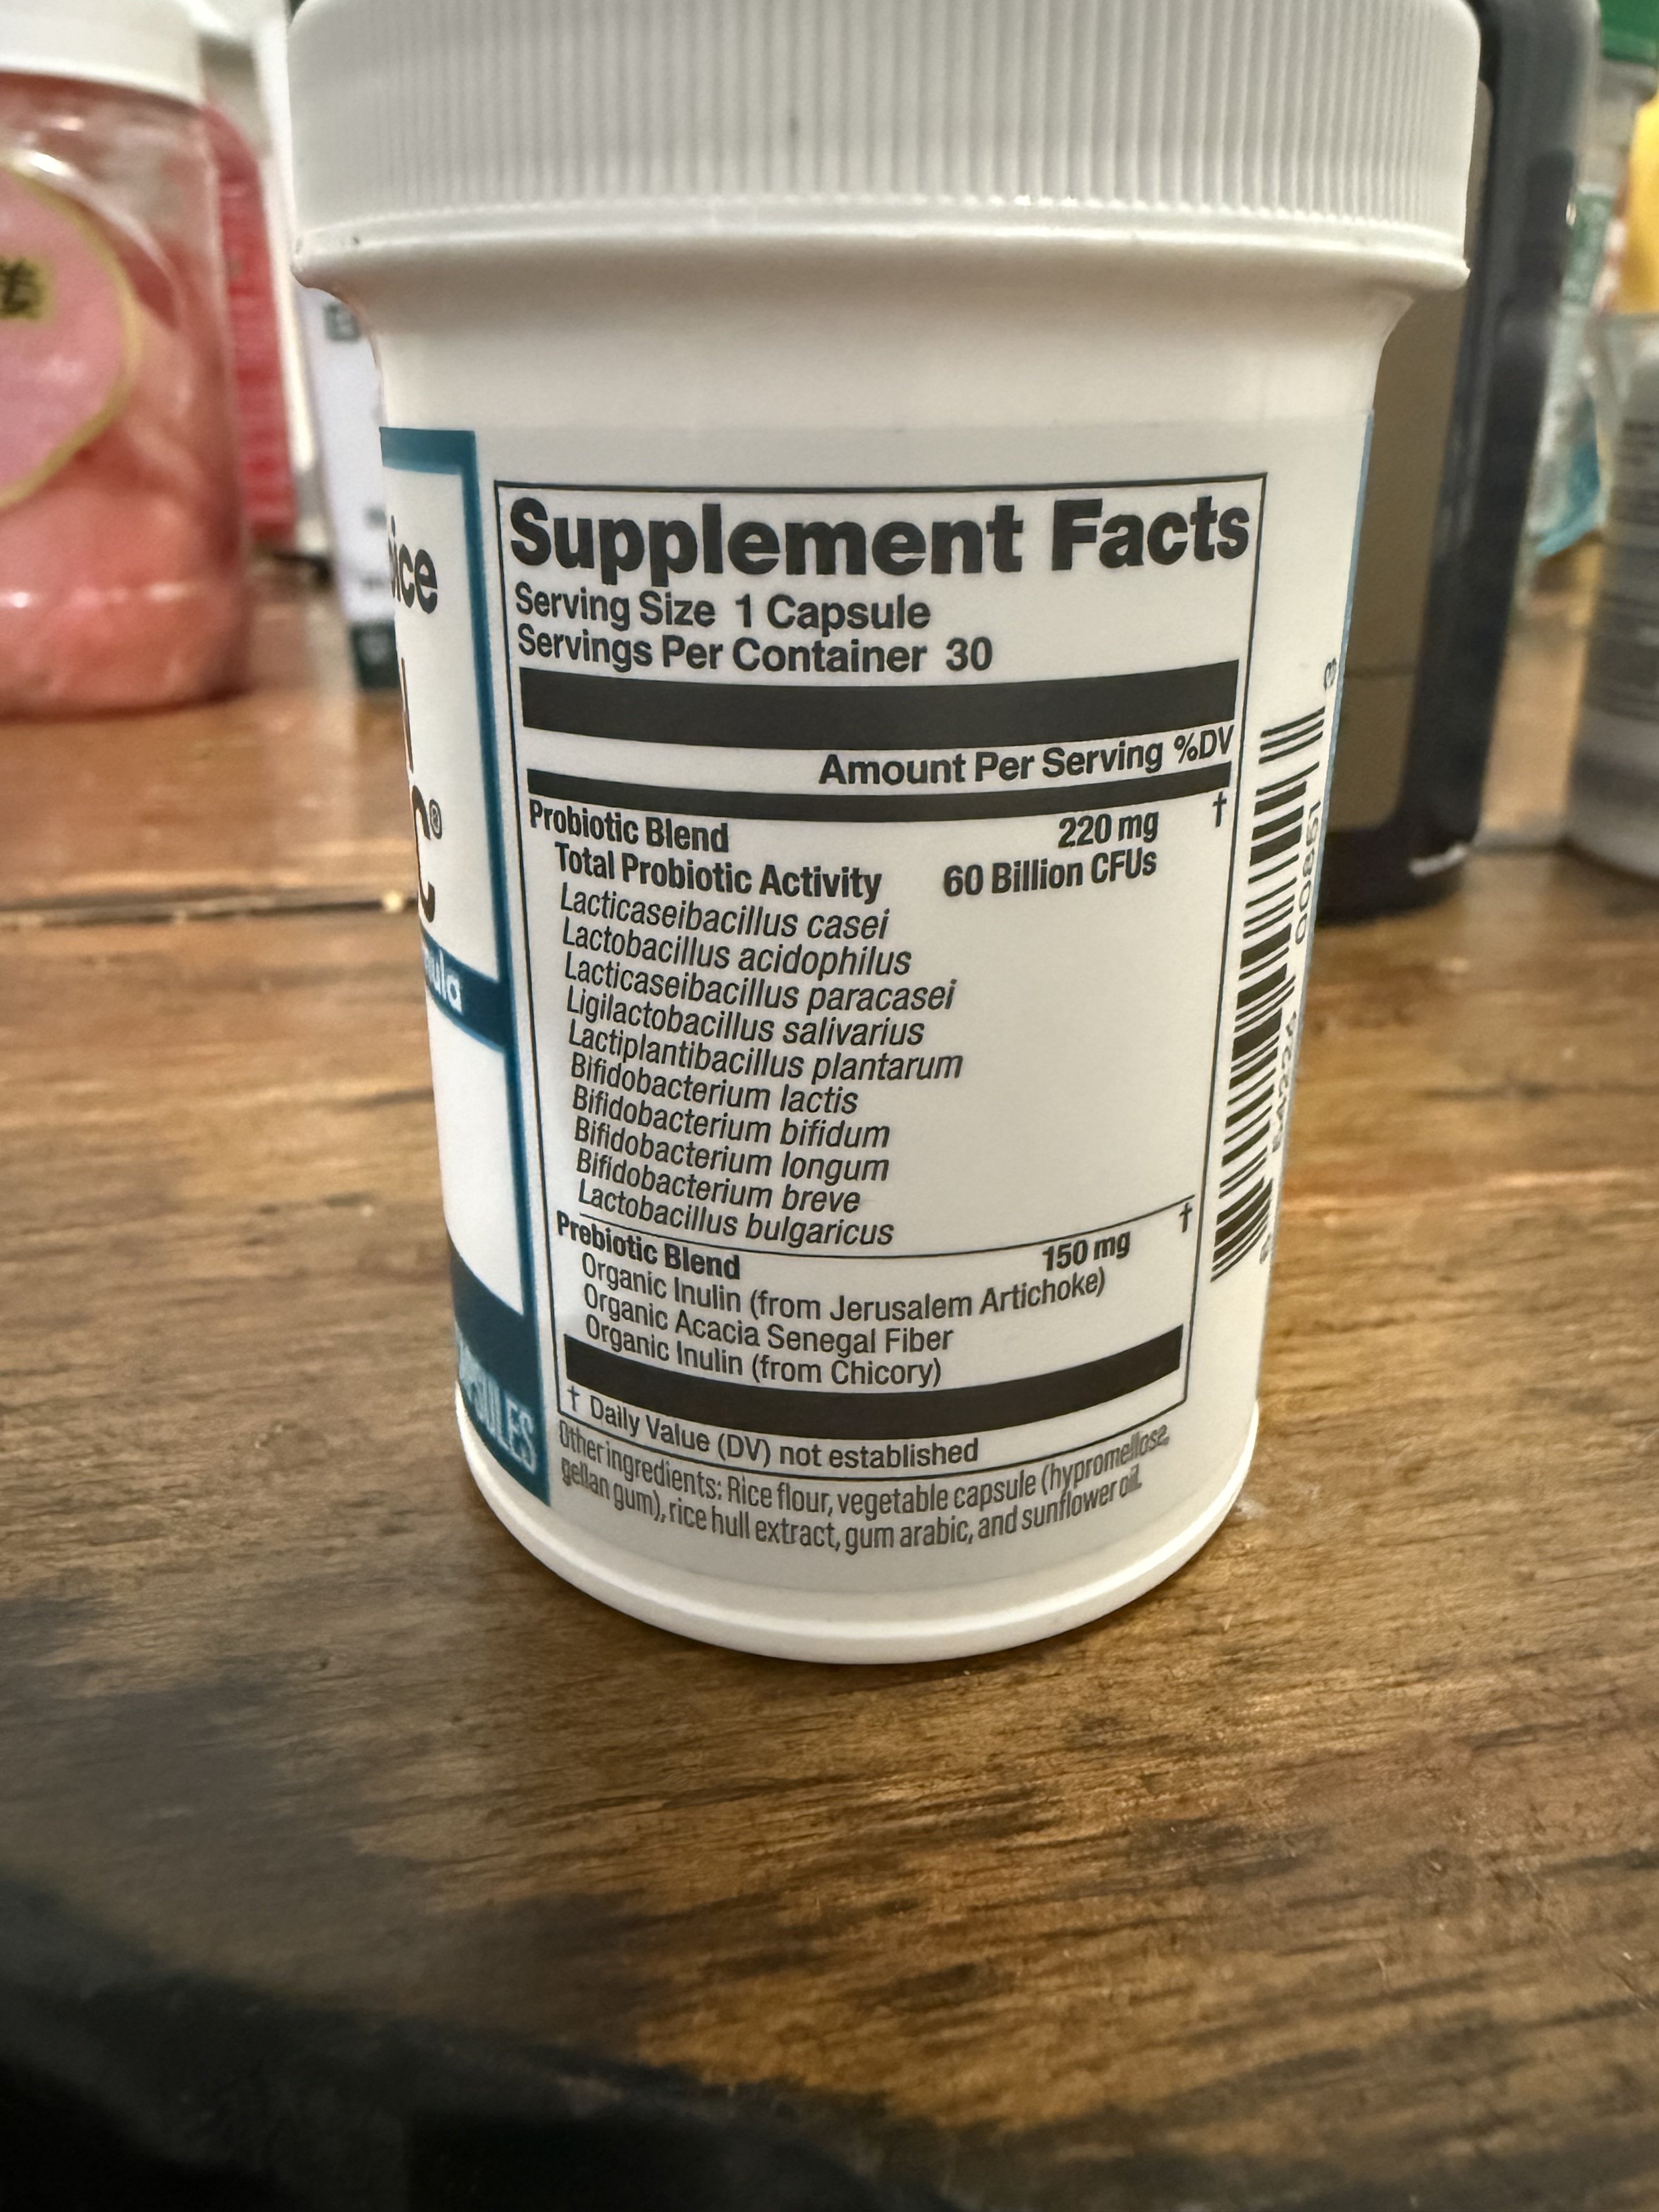 Supplement Facts
Serving Size 1 Capsule
Servings Per Container 30
Amount Per Serving %DV
Probiotic Blend 220 mg †
Total Probiotic Activity 60 Billion CFUs
Lacticaseibacillus casei
Lactobacillus acidophilus
Lacticaseibacillus paracasei
Ligilactobacillus salivarius
Lactiplantibacillus plantarum
Bifidobacterium lactis
Bifidobacterium bifidum
Bifidobacterium longum
Bifidobacterium breve
Lactobacillus bulgaricus
Prebiotic Blend 150 mg †
Organic Inulin (from Jerusalem Artichoke)
Organic Acacia Senegal Fiber
Organic Inulin (from Chicory)
† Daily Value (DV) not established
Other ingredients: Rice flour, vegetable capsule (hypromellose,
gellan gum), rice hull extract, gum arabic, and sunflower oil.